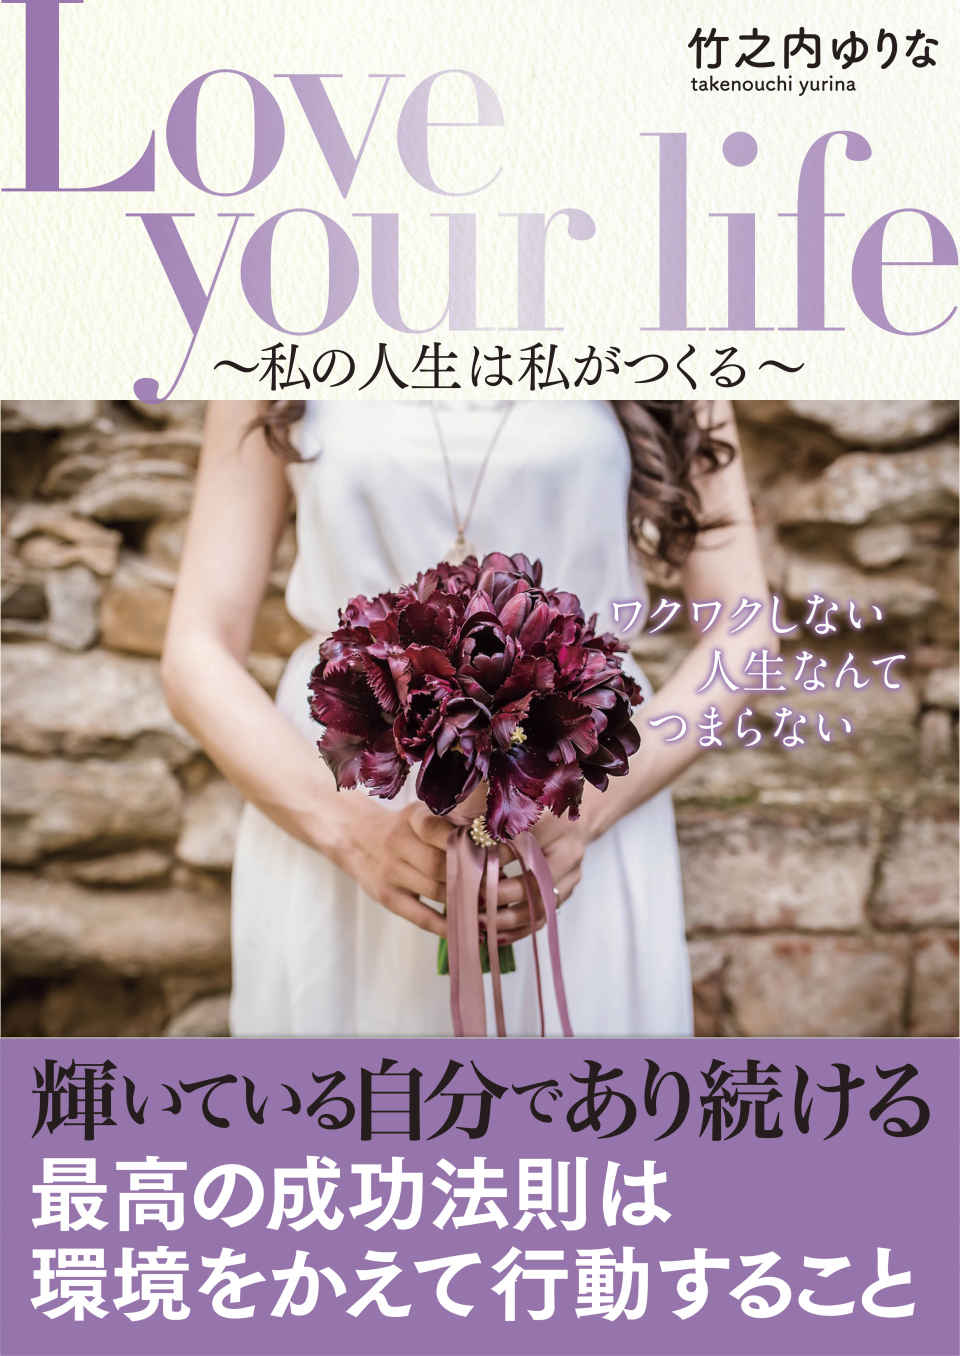 竹之内ゆりな
takenouchi yurina
Love
your life
～私の人生は私がつくる～
ワクワクしない
人生なんて
つまらない
輝いている自分であり続ける
最高の成功法則は
環境をかえて行動すること